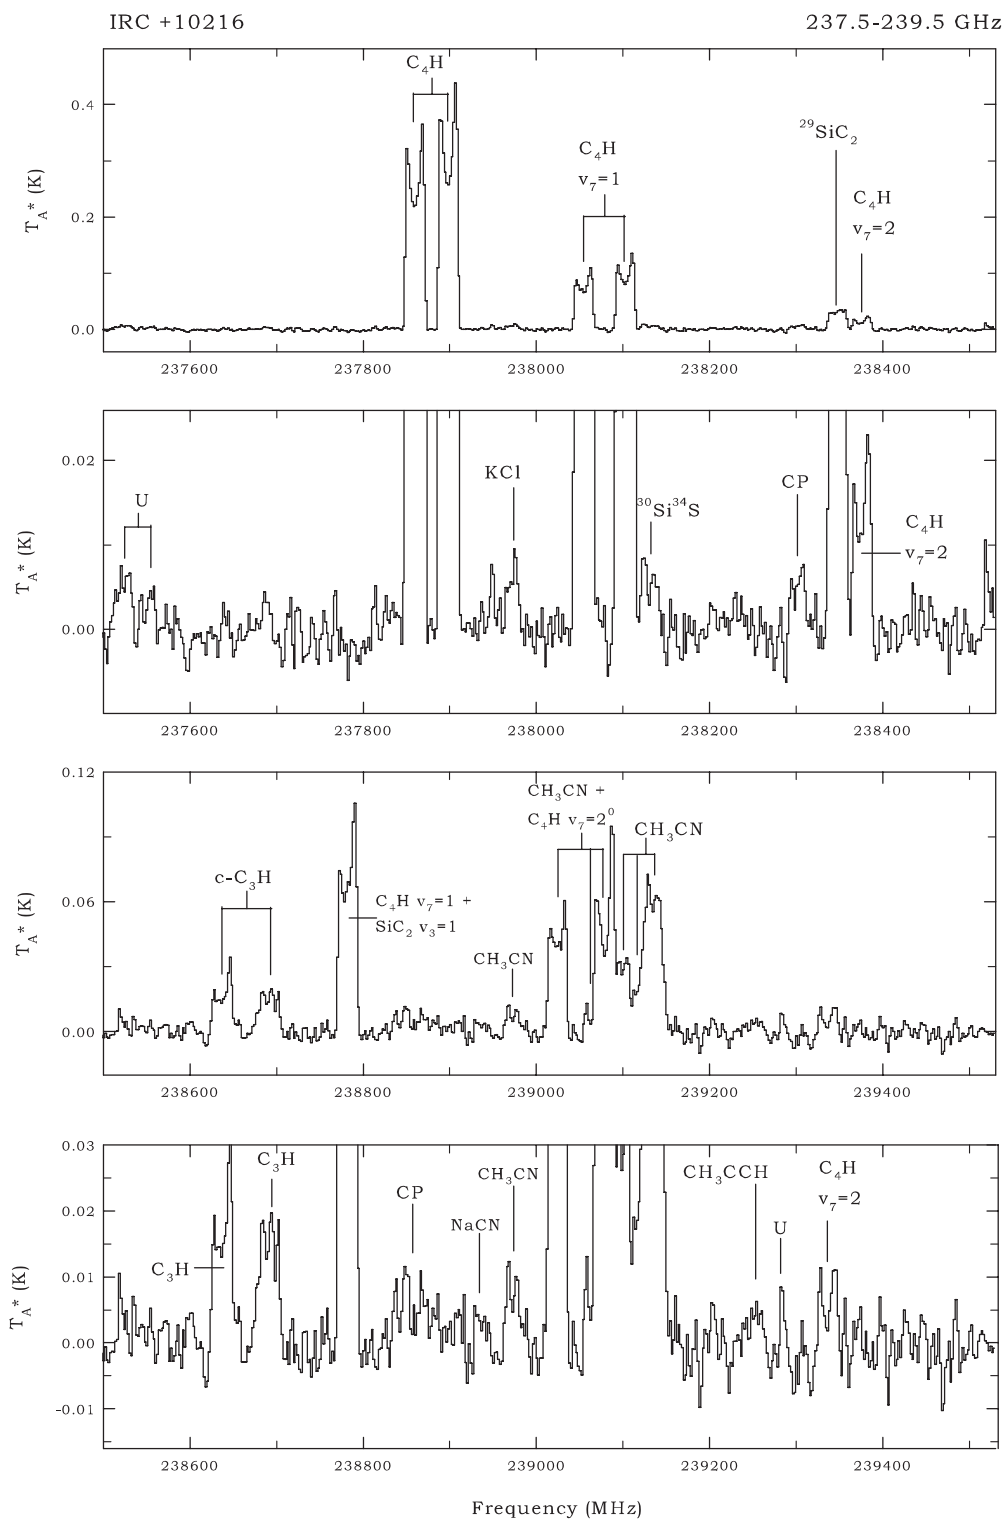 IRC +10216 237.5-239.5 GHz
C₄H
0.4
²⁹SiC₂
C₄H
v₇=1
C₄H
v₇=2
T_A* (K)
0.2
0.0
237600 237800 238000 238200 238400
0.02
KCl
CP
U
³⁰Si³⁴S
C₄H
v₇=2
T_A* (K)
0.00
237600 237800 238000 238200 238400
0.12
CH₃CN +
C₄H v₇=2⁰
CH₃CN
c-C₃H
C₄H v₇=1 +
SiC₂ v₃=1
CH₃CN
T_A* (K)
0.06
0.00
238600 238800 239000 239200 239400
0.03
C₃H
CH₃CN
CH₃CCH
C₄H
v₇=2
CP
NaCN
U
C₃H
T_A* (K)
0.02
0.01
0.00
-0.01
238600 238800 239000 239200 239400
Frequency (MHz)